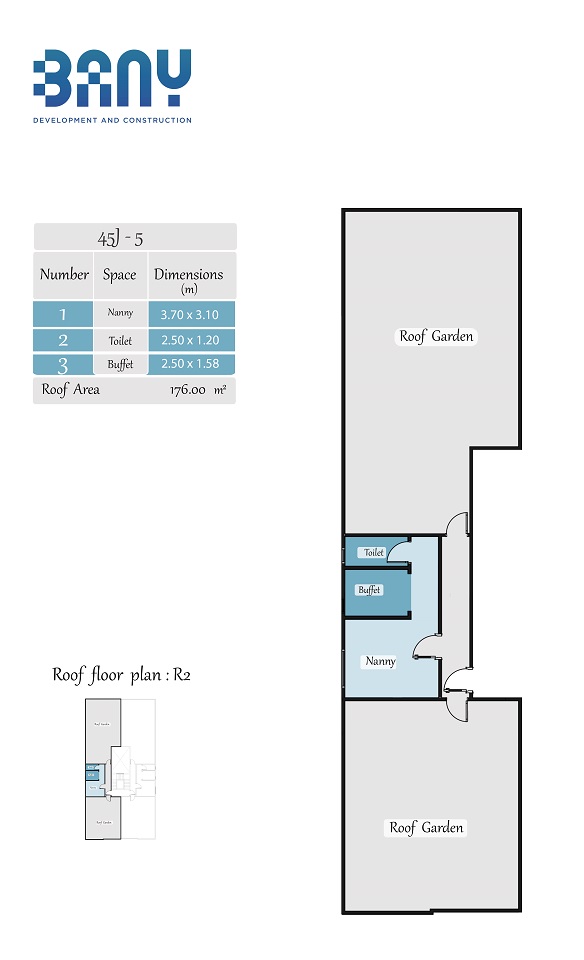 BANY
DEVELOPMENT AND CONSTRUCTION
45J - 5
Number Space Dimensions (m)
1 Nanny 3.70 x 3.10
2 Toilet 2.50 x 1.20
3 Buffet 2.50 x 1.58
Roof Area 176.00 m²
Roof Garden
Toilet
Buffet
Nanny
Roof Garden
Roof floor plan : R2
Roof Garden
Roof Garden